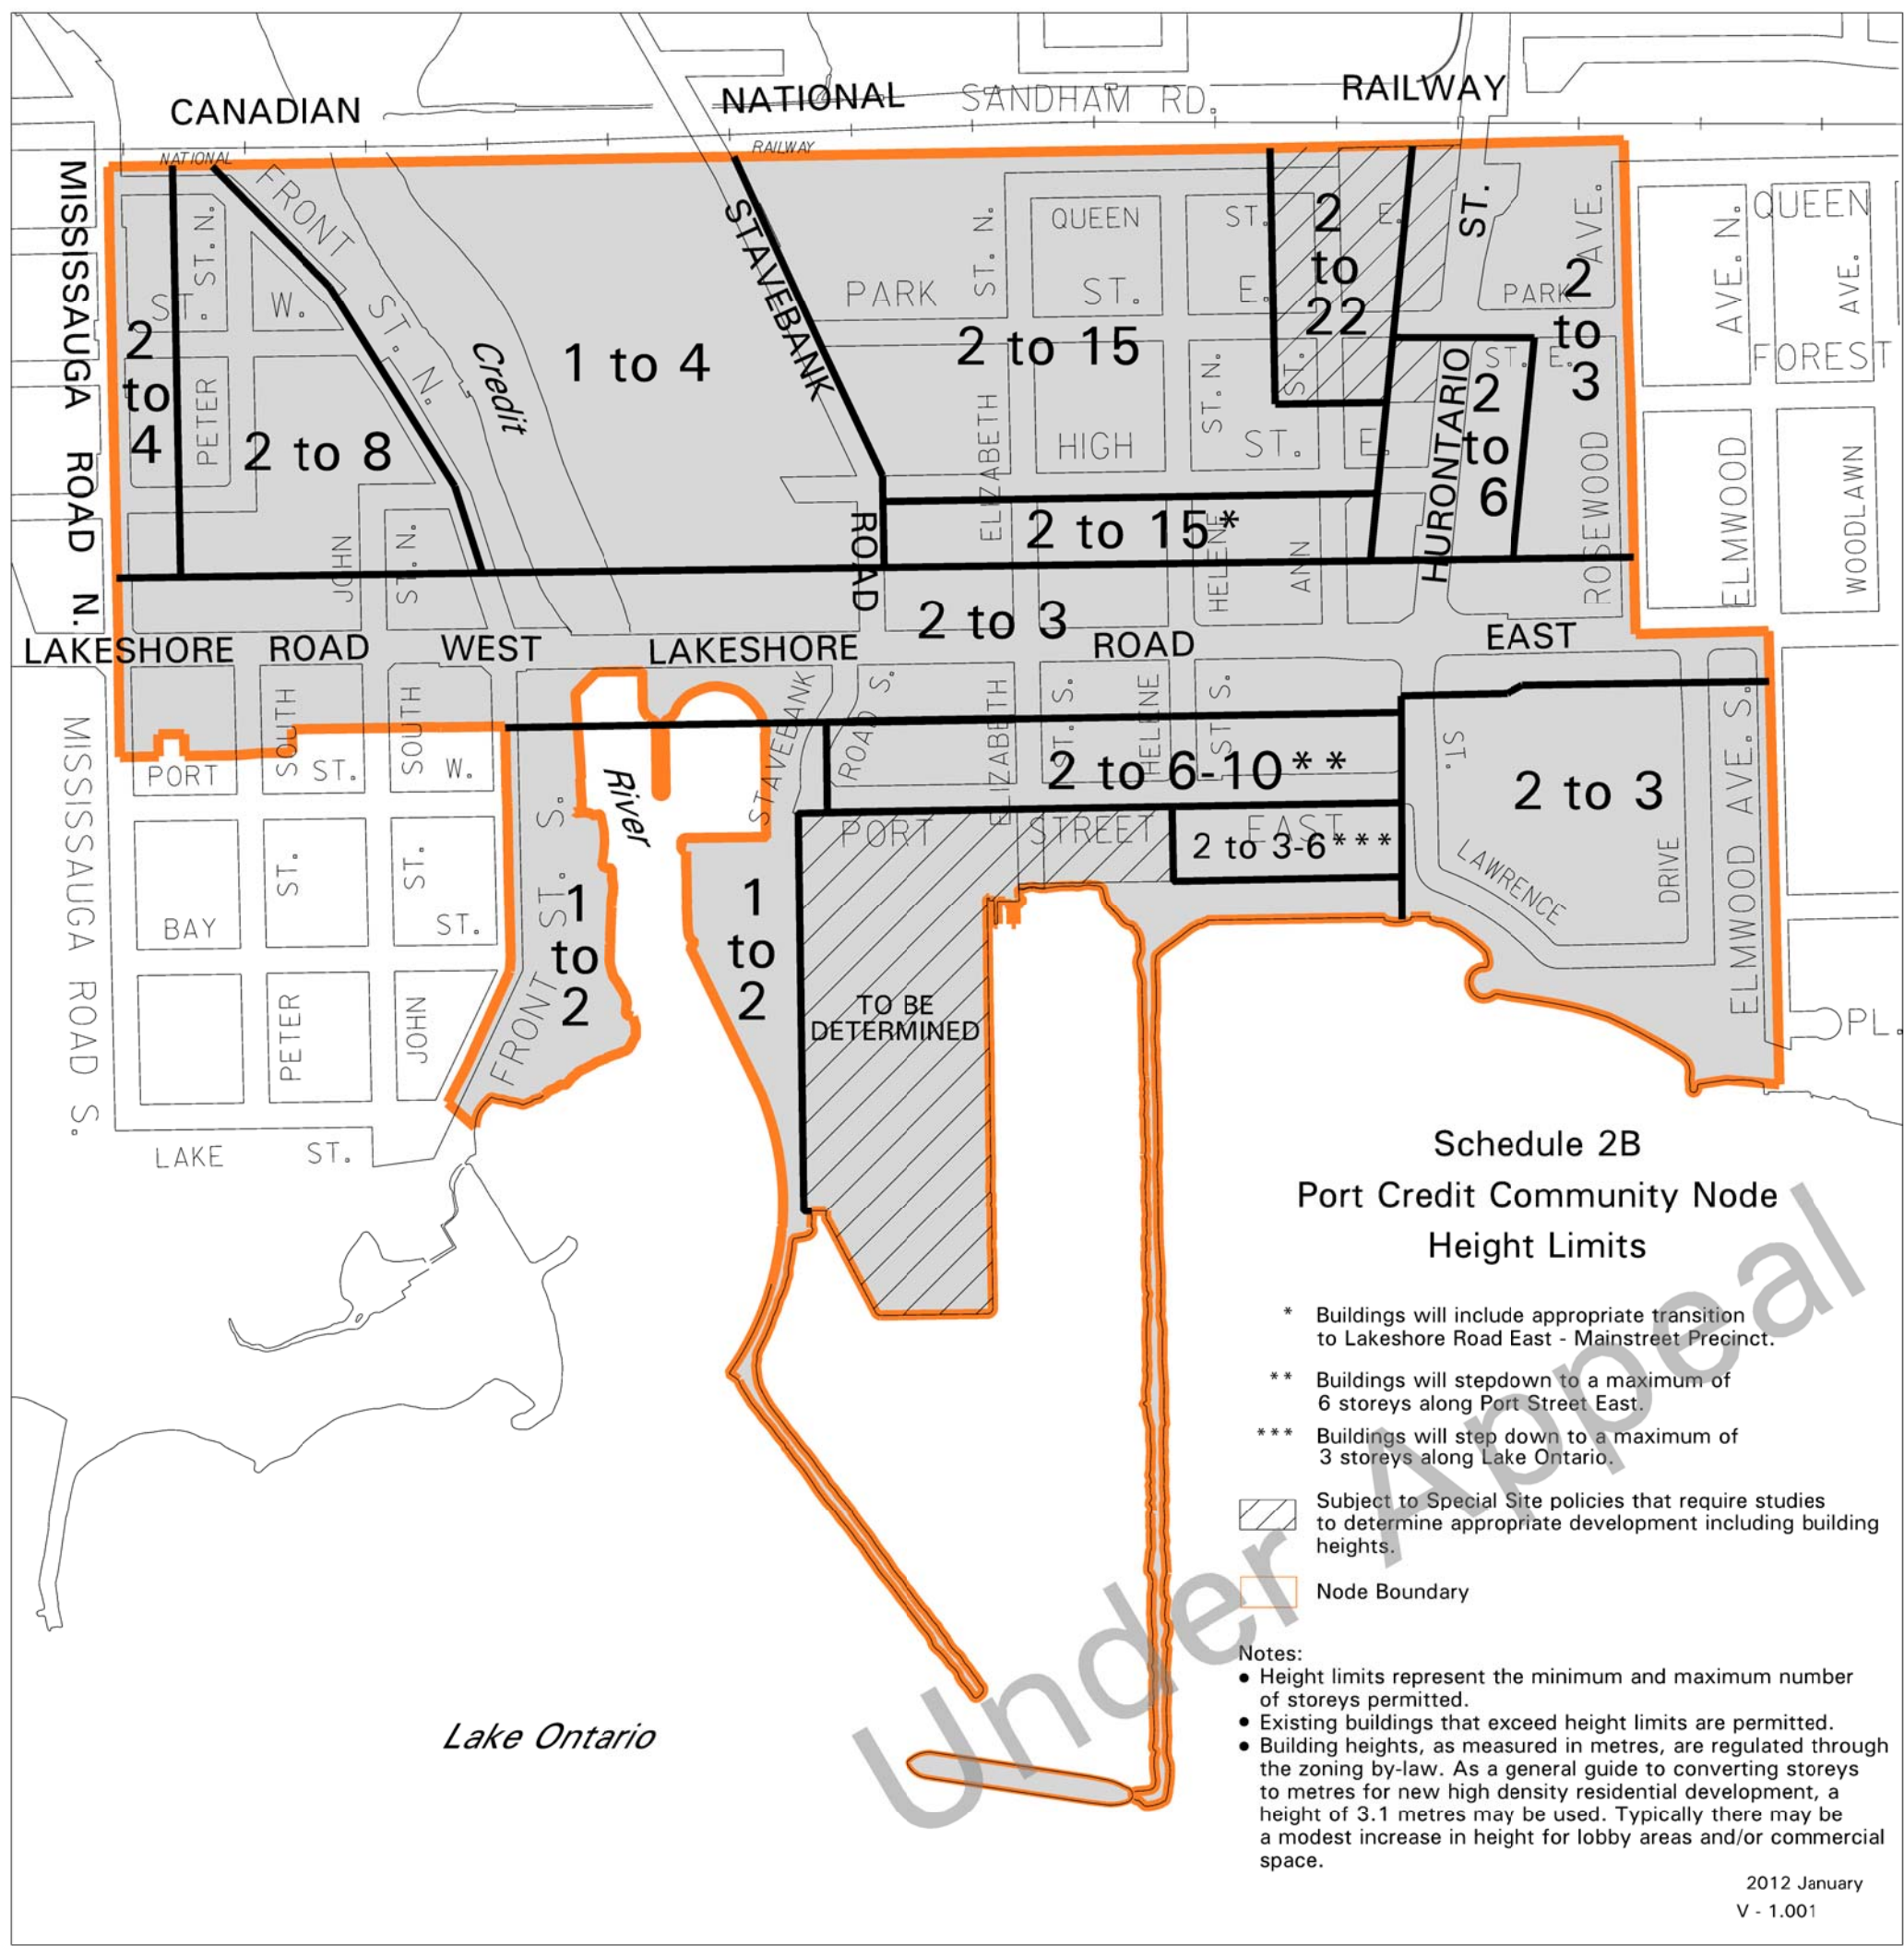 CANADIAN
NATIONAL
SANDHAM RD.
RAILWAY
NATIONAL
RAILWAY
MISSISSAUGA ROAD N.
FRONT ST. N.
STAVEBANK ROAD
ST. N.
QUEEN ST. E.
ST.
AVE.
AVE. N.
QUEEN
AVE.
ST. N.
ST. W.
PARK ST. E.
PARK
ST. E.
FOREST
2 to 4
PETER
2 to 8
Credit
1 to 4
2 to 15
2 to 22
2 to 3
2 to 6
ST. N.
ST.
ELIZABETH
HIGH ST. E.
HURONTARIO
ROSEWOOD
ELMWOOD
WOODLAWN
JOHN
ST. N.
2 to 15*
HELENE
ANN
2 to 3
LAKESHORE ROAD WEST
LAKESHORE ROAD EAST
MISSISSAUGA ROAD S.
SOUTH
SOUTH
PORT ST. W.
River
STAVEBANK
ROAD S.
ELIZABETH
ST. S.
HELENE
ST. S.
2 to 6-10**
ST.
2 to 3
ELMWOOD AVE. S.
PORT STREET EAST
2 to 3-6***
LAWRENCE
DRIVE
ST.
ST.
BAY ST.
FRONT ST. S.
1 to 2
1 to 2
TO BE
DETERMINED
PETER
JOHN
PL.
LAKE ST.
Schedule 2B
Port Credit Community Node
Height Limits
* Buildings will include appropriate transition
to Lakeshore Road East - Mainstreet Precinct.
** Buildings will stepdown to a maximum of
6 storeys along Port Street East.
*** Buildings will step down to a maximum of
3 storeys along Lake Ontario.
Subject to Special Site policies that require studies
to determine appropriate development including building
heights.
Node Boundary
Notes:
● Height limits represent the minimum and maximum number
of storeys permitted.
● Existing buildings that exceed height limits are permitted.
● Building heights, as measured in metres, are regulated through
the zoning by-law. As a general guide to converting storeys
to metres for new high density residential development, a
height of 3.1 metres may be used. Typically there may be
a modest increase in height for lobby areas and/or commercial
space.
2012 January
V - 1.001
Lake Ontario
Under Appeal